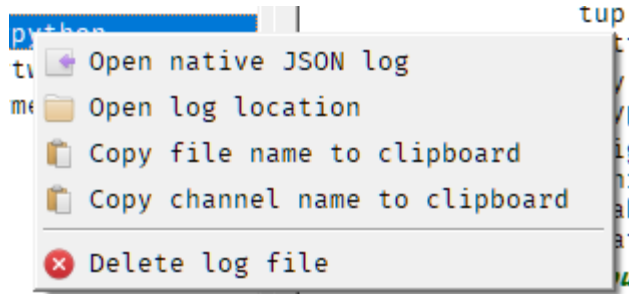 tup
python
Open native JSON log
Open log location
Copy file name to clipboard
Copy channel name to clipboard
Delete log file